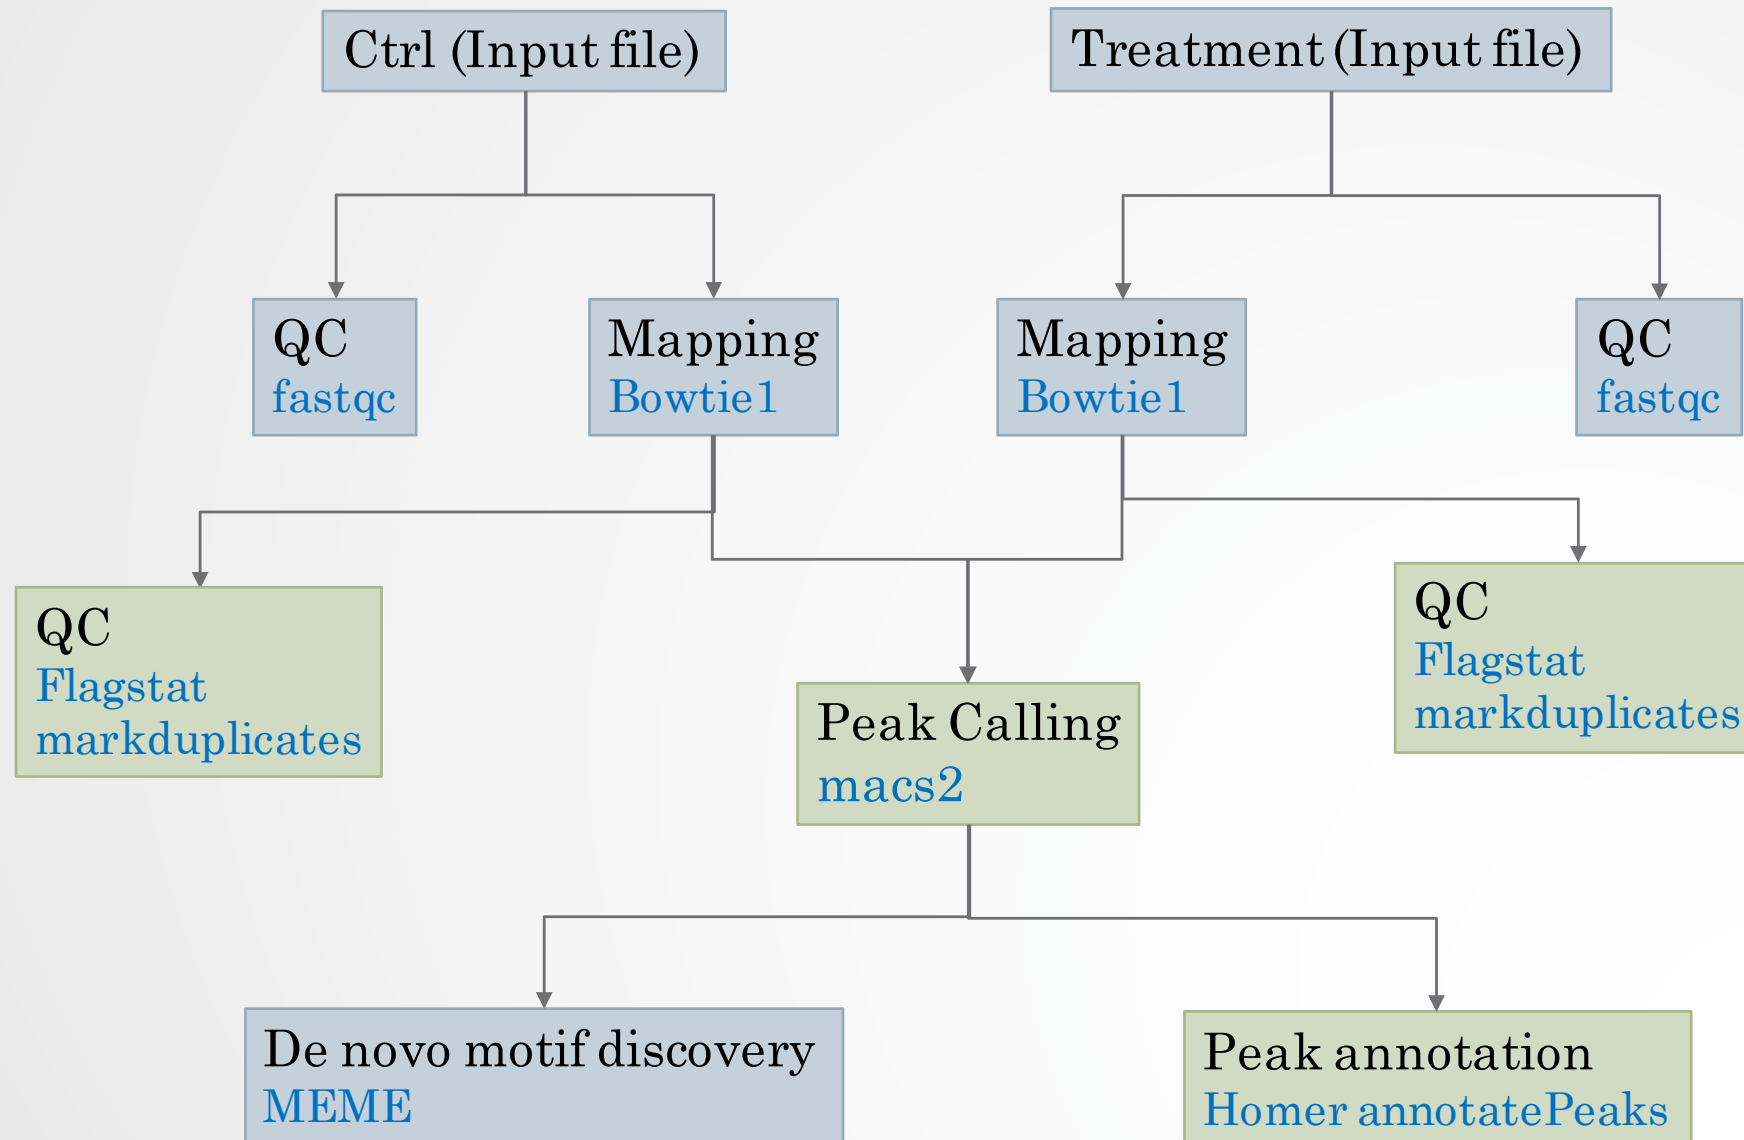 Ctrl (Input file)
Treatment (Input file)
QC
fastqc
Mapping
Bowtie1
Mapping
Bowtie1
QC
fastqc
QC
Flagstat
markduplicates
Peak Calling
macs2
QC
Flagstat
markduplicates
De novo motif discovery
MEME
Peak annotation
Homer annotatePeaks